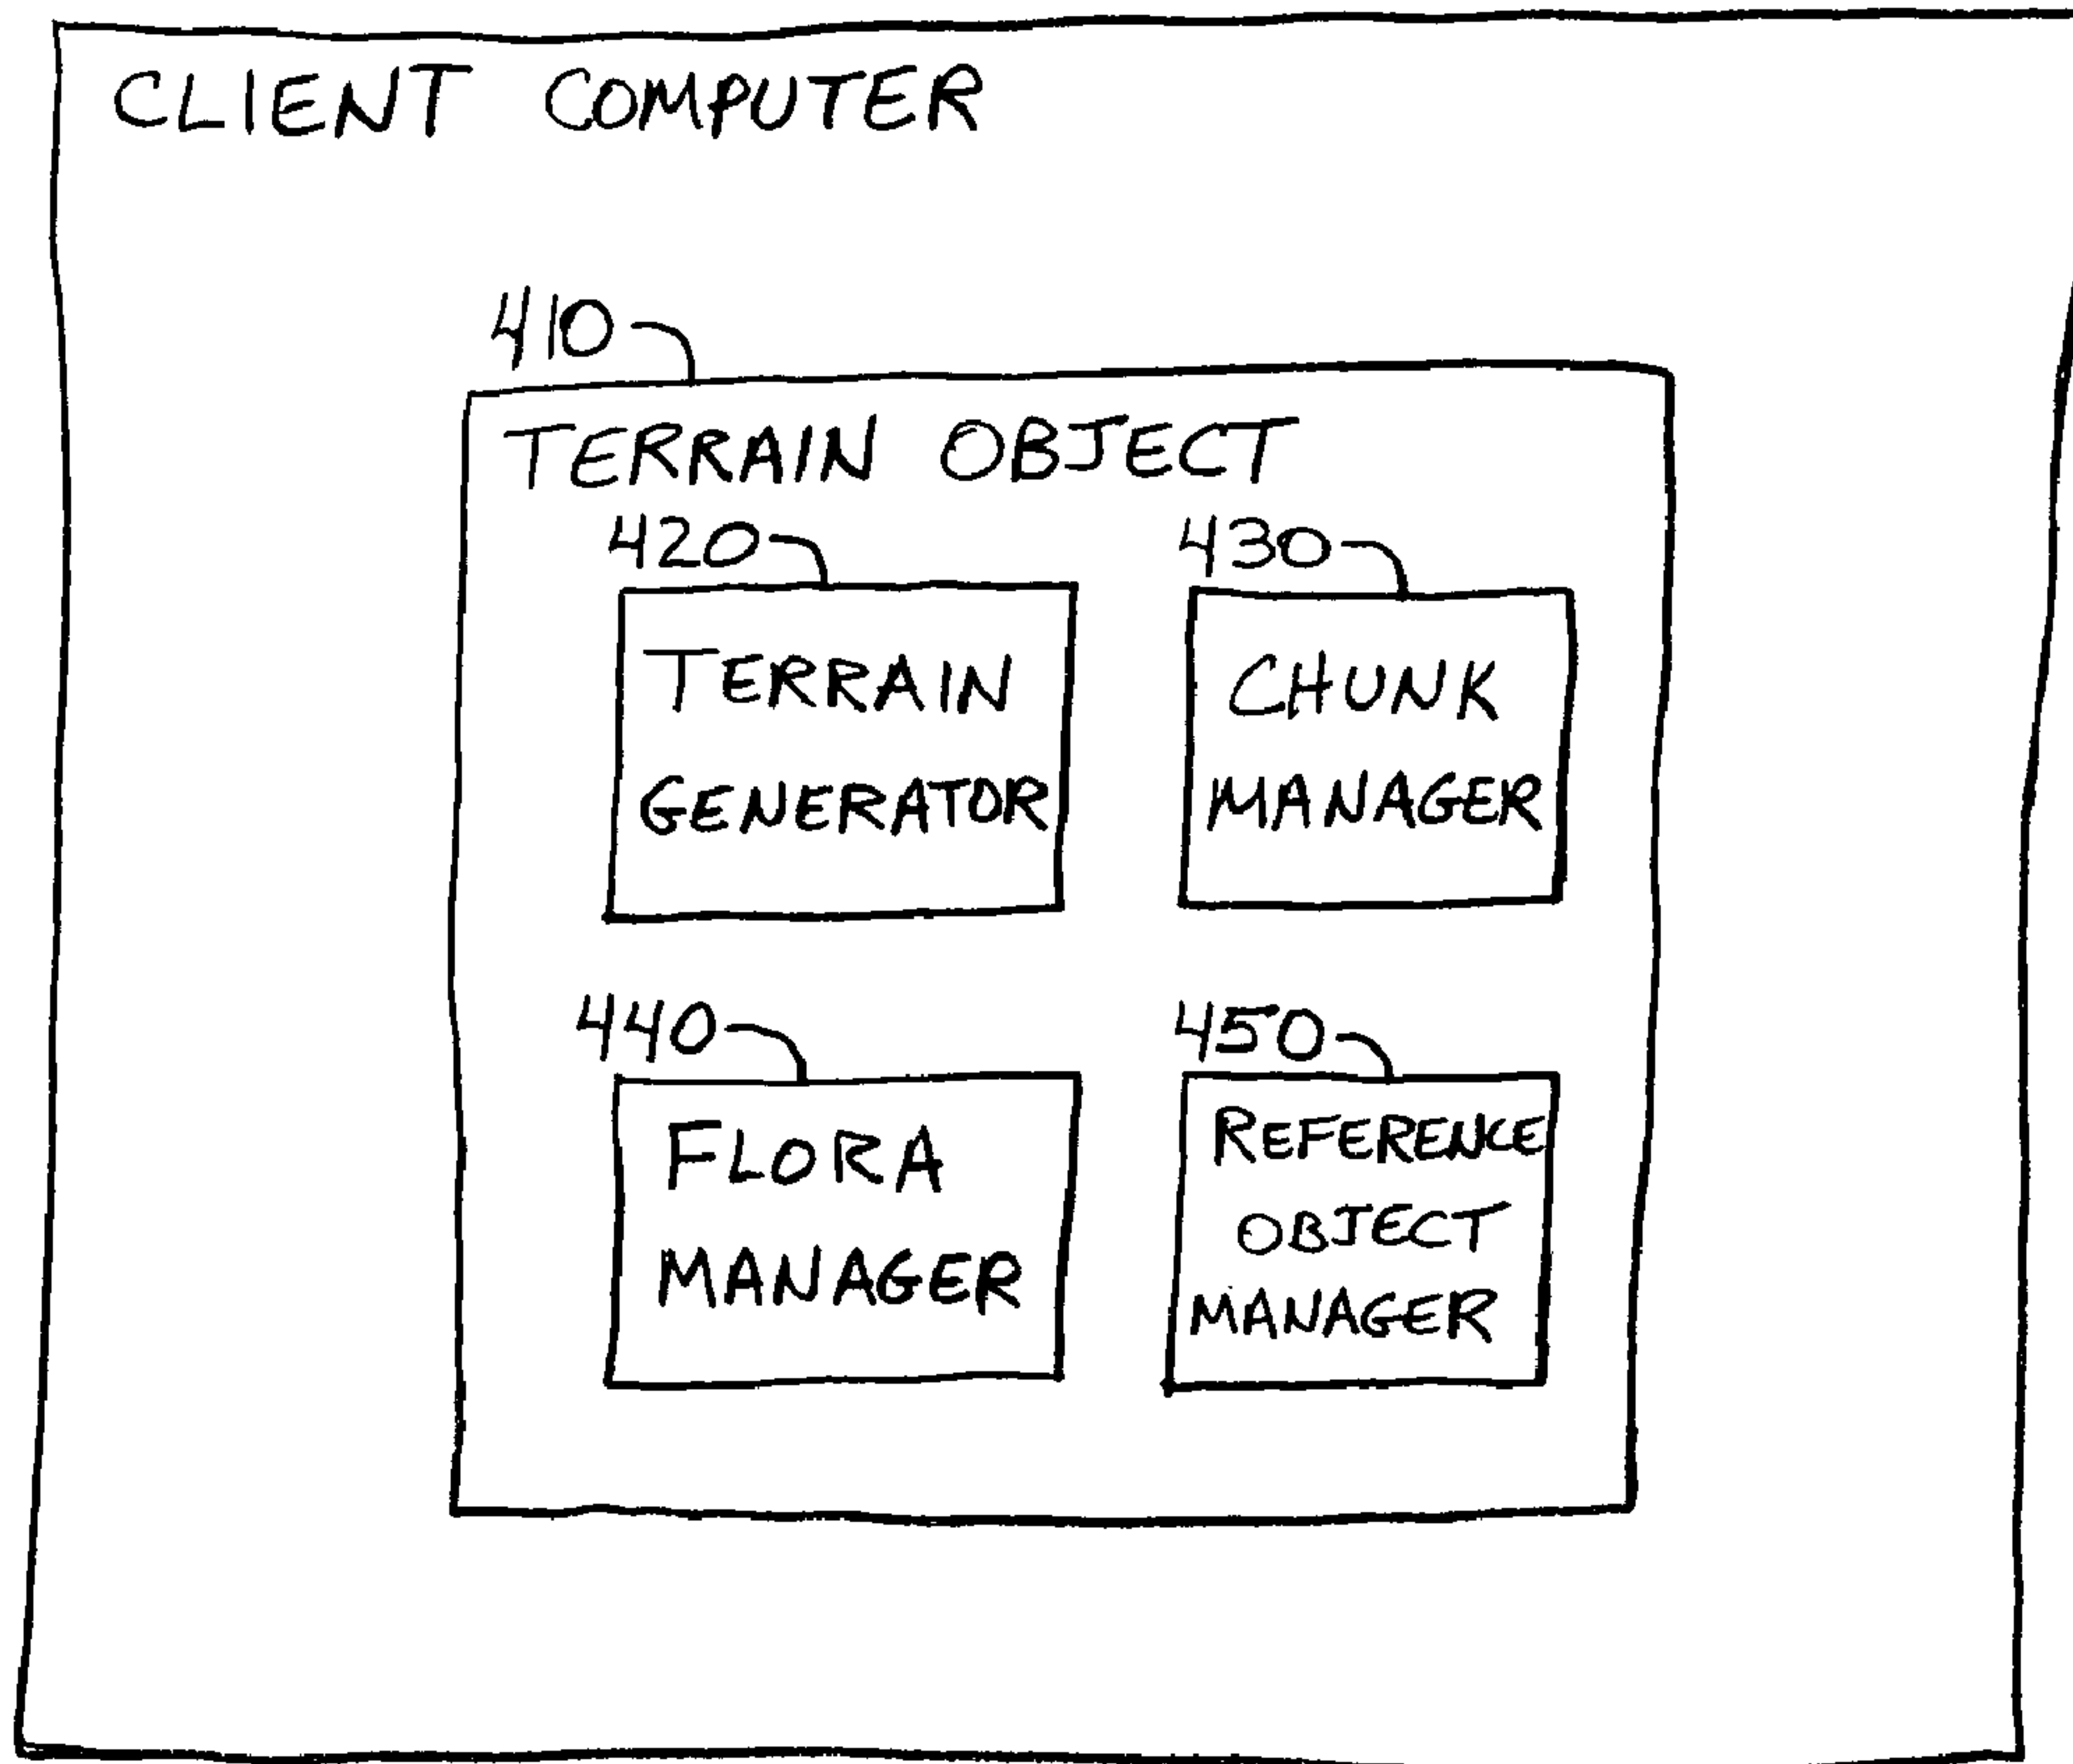 CLIENT COMPUTER
410
TERRAIN OBJECT
420
430
TERRAIN
GENERATOR
CHUNK
MANAGER
440
450
FLORA
MANAGER
REFERENCE
OBJECT
MANAGER